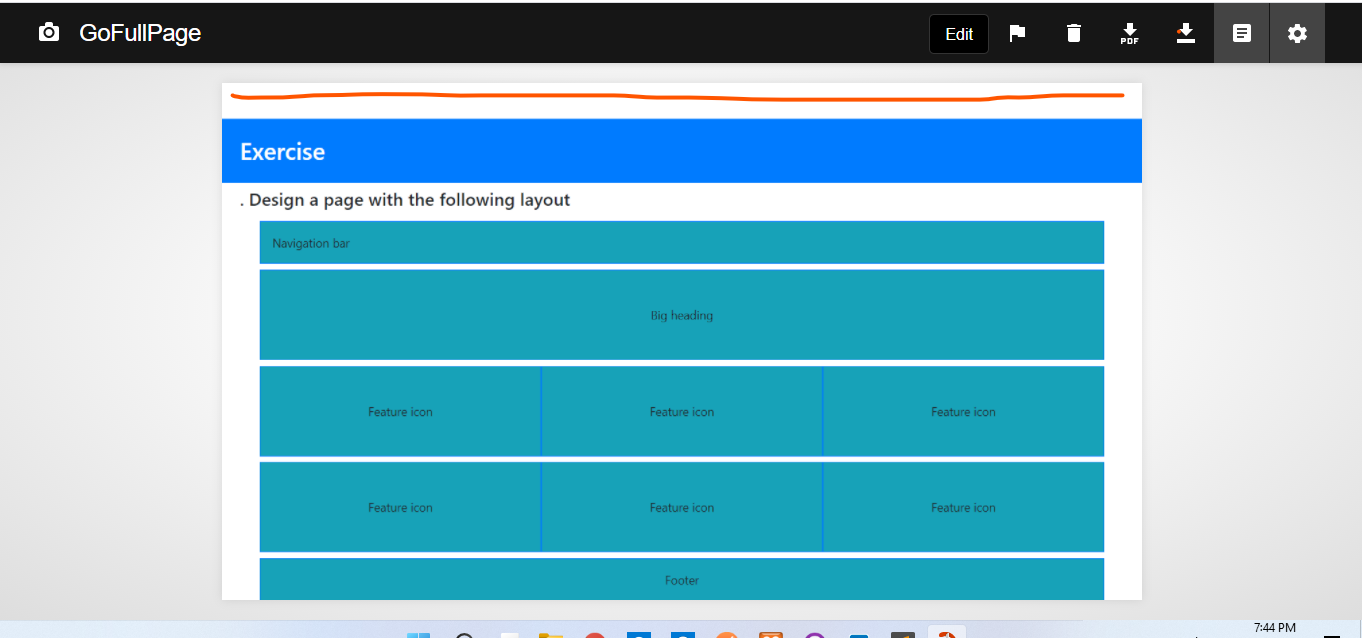 GoFullPage
Edit
PDF
Exercise
. Design a page with the following layout
Navigation bar
Big heading
Feature icon Feature icon Feature icon
Feature icon Feature icon Feature icon
Footer
7:44 PM